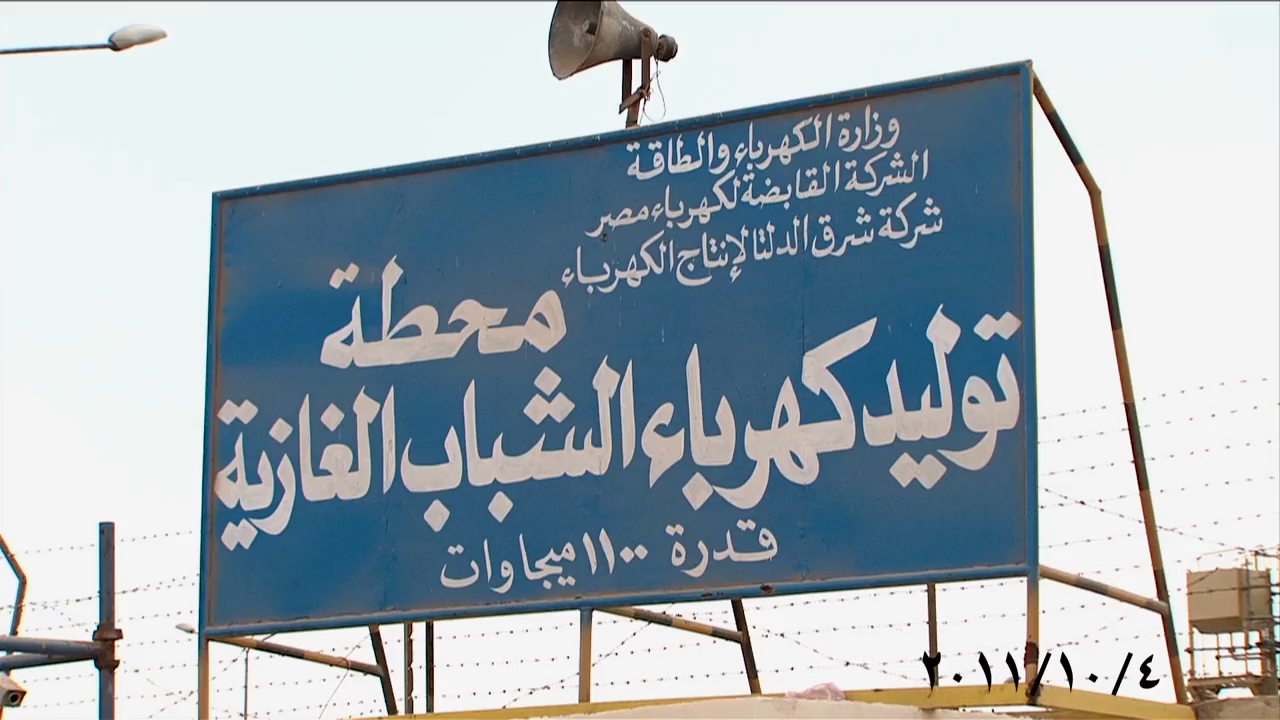 وزارة الكهرباء والطاقة
الشركة القابضة لكهرباء مصر
شركة شرق الدلتا لإنتاج الكهرباء
محطة
توليد كهرباء الشباب الغازية
قدرة ١١٠٠ ميجاوات
٢٠١١/١٠/٤